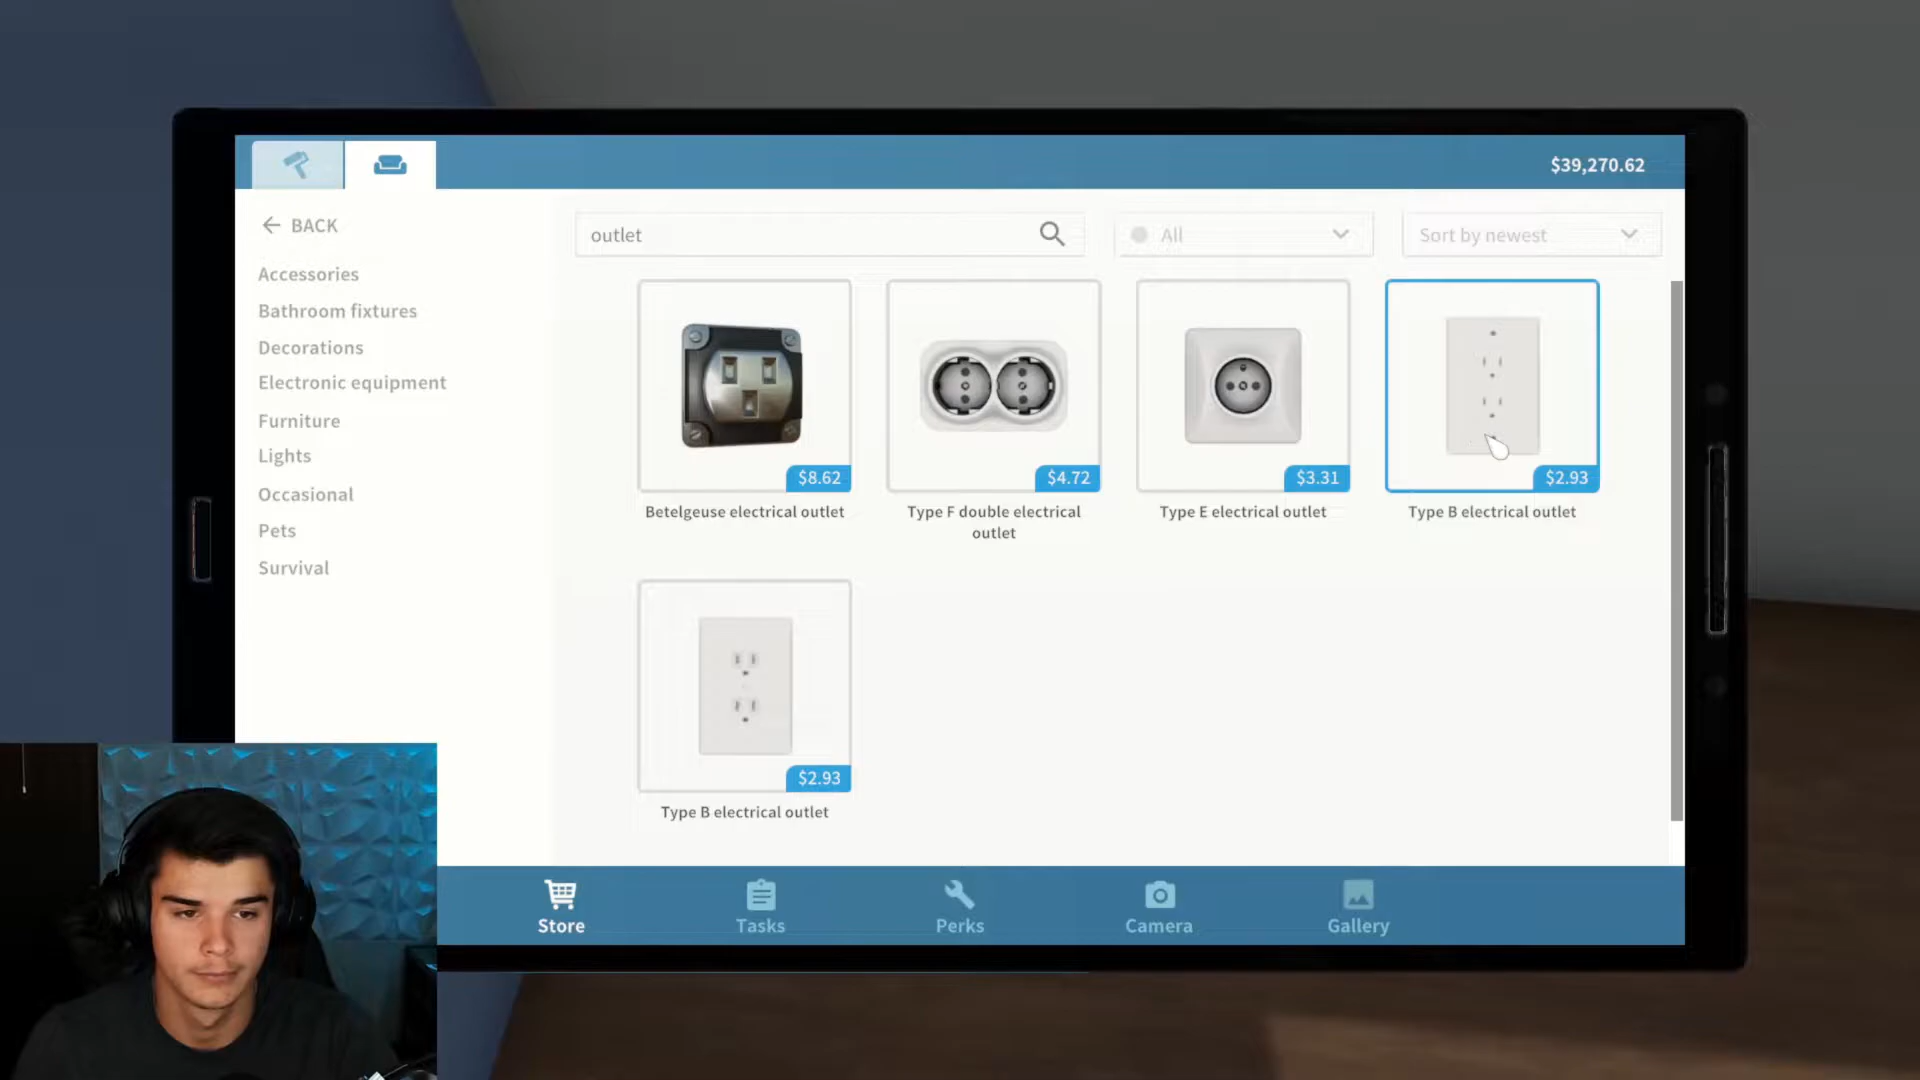 $39,270.62
BACK
outlet
All
Sort by newest
Accessories
Bathroom fixtures
Decorations
Electronic equipment
Furniture
Lights
Occasional
Pets
Survival
$8.62
$4.72
$3.31
$2.93
Betelgeuse electrical outlet
Type F double electrical
outlet
Type E electrical outlet
Type B electrical outlet
$2.93
Type B electrical outlet
Store
Tasks
Perks
Camera
Gallery